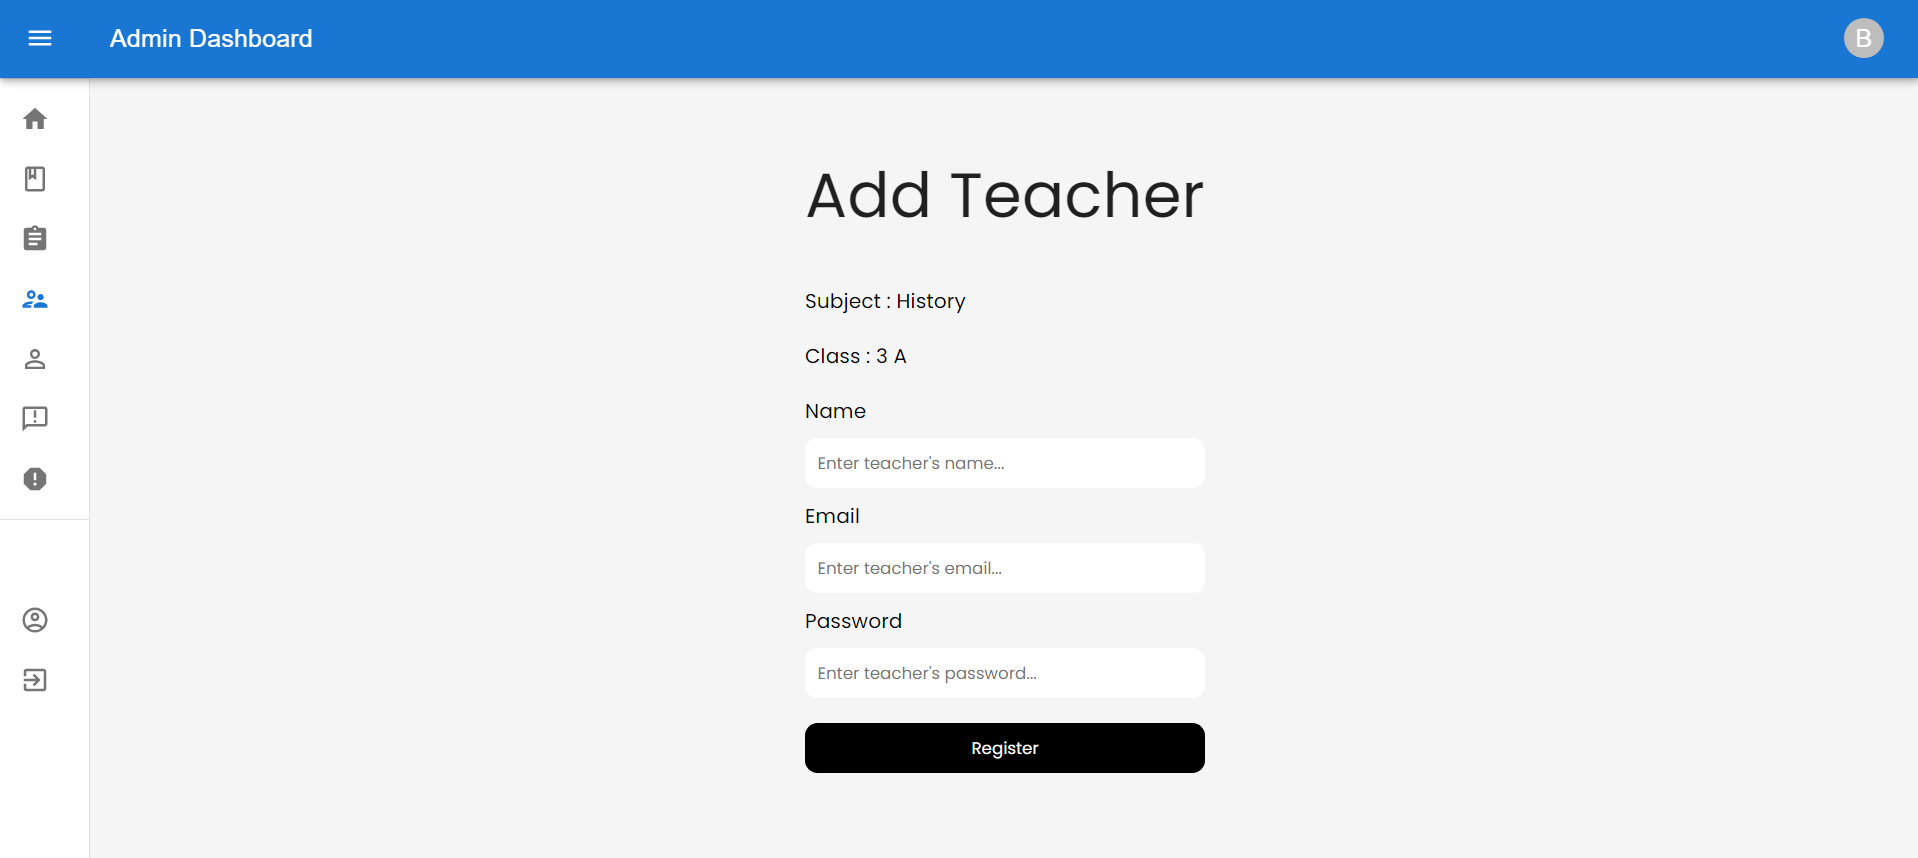 Admin Dashboard
B
Add Teacher
Subject : History
Class : 3 A
Name
Enter teacher's name...
Email
Enter teacher's email...
Password
Enter teacher's password...
Register